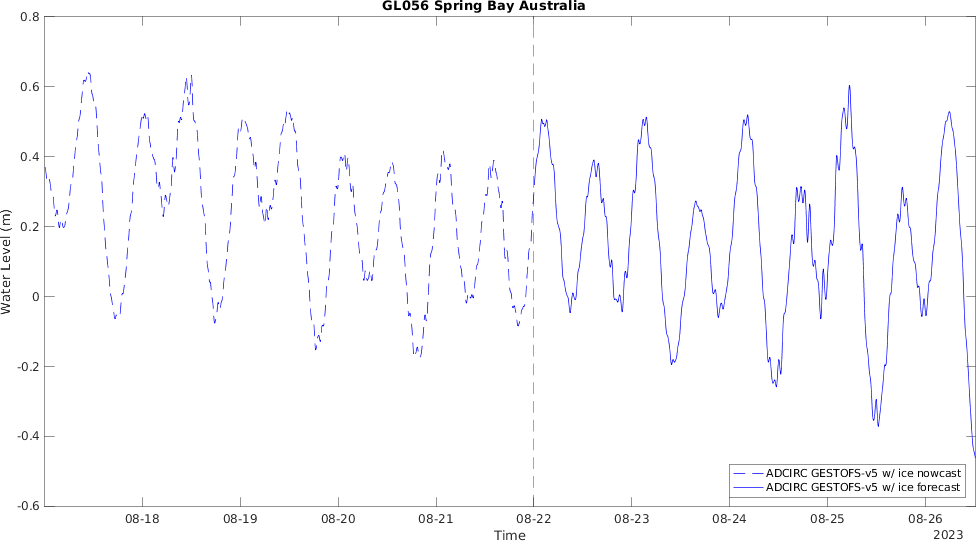 GL056 Spring Bay Australia
0.8
0.6
0.4
0.2
0
-0.2
-0.4
-0.6
Water Level (m)
ADCIRC GESTOFS-v5 w/ ice nowcast
ADCIRC GESTOFS-v5 w/ ice forecast
08-18 08-19 08-20 08-21 08-22 08-23 08-24 08-25 08-26
Time
2023